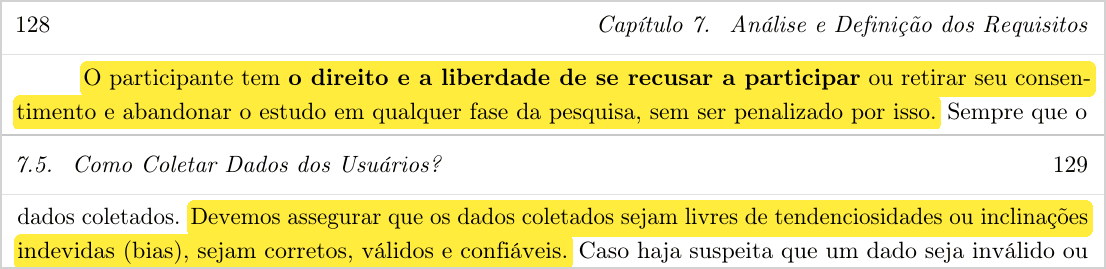 128 Capítulo 7. Análise e Definição dos Requisitos
O participante tem o direito e a liberdade de se recusar a participar ou retirar seu consen-
timento e abandonar o estudo em qualquer fase da pesquisa, sem ser penalizado por isso. Sempre que o
7.5. Como Coletar Dados dos Usuários? 129
dados coletados. Devemos assegurar que os dados coletados sejam livres de tendenciosidades ou inclinações
indevidas (bias), sejam corretos, válidos e confiáveis. Caso haja suspeita que um dado seja inválido ou